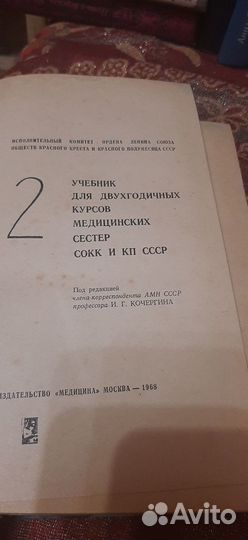 ИСПОЛНИТЕЛЬНЫЙ КОМИТЕТ ОРДЕНА ЛЕНИНА СОЮЗА
ОБЩЕСТВ КРАСНОГО КРЕСТА И КРАСНОГО ПОЛУМЕСЯЦА СССР
2
УЧЕБНИК
ДЛЯ ДВУХГОДИЧНЫХ
КУРСОВ
МЕДИЦИНСКИХ
СЕСТЕР
СОКК И КП СССР
Под редакцией
члена-корреспондента АМН СССР
профессора И. Г. КОЧЕРГИНА
ИЗДАТЕЛЬСТВО «МЕДИЦИНА» МОСКВА — 1968
Avito